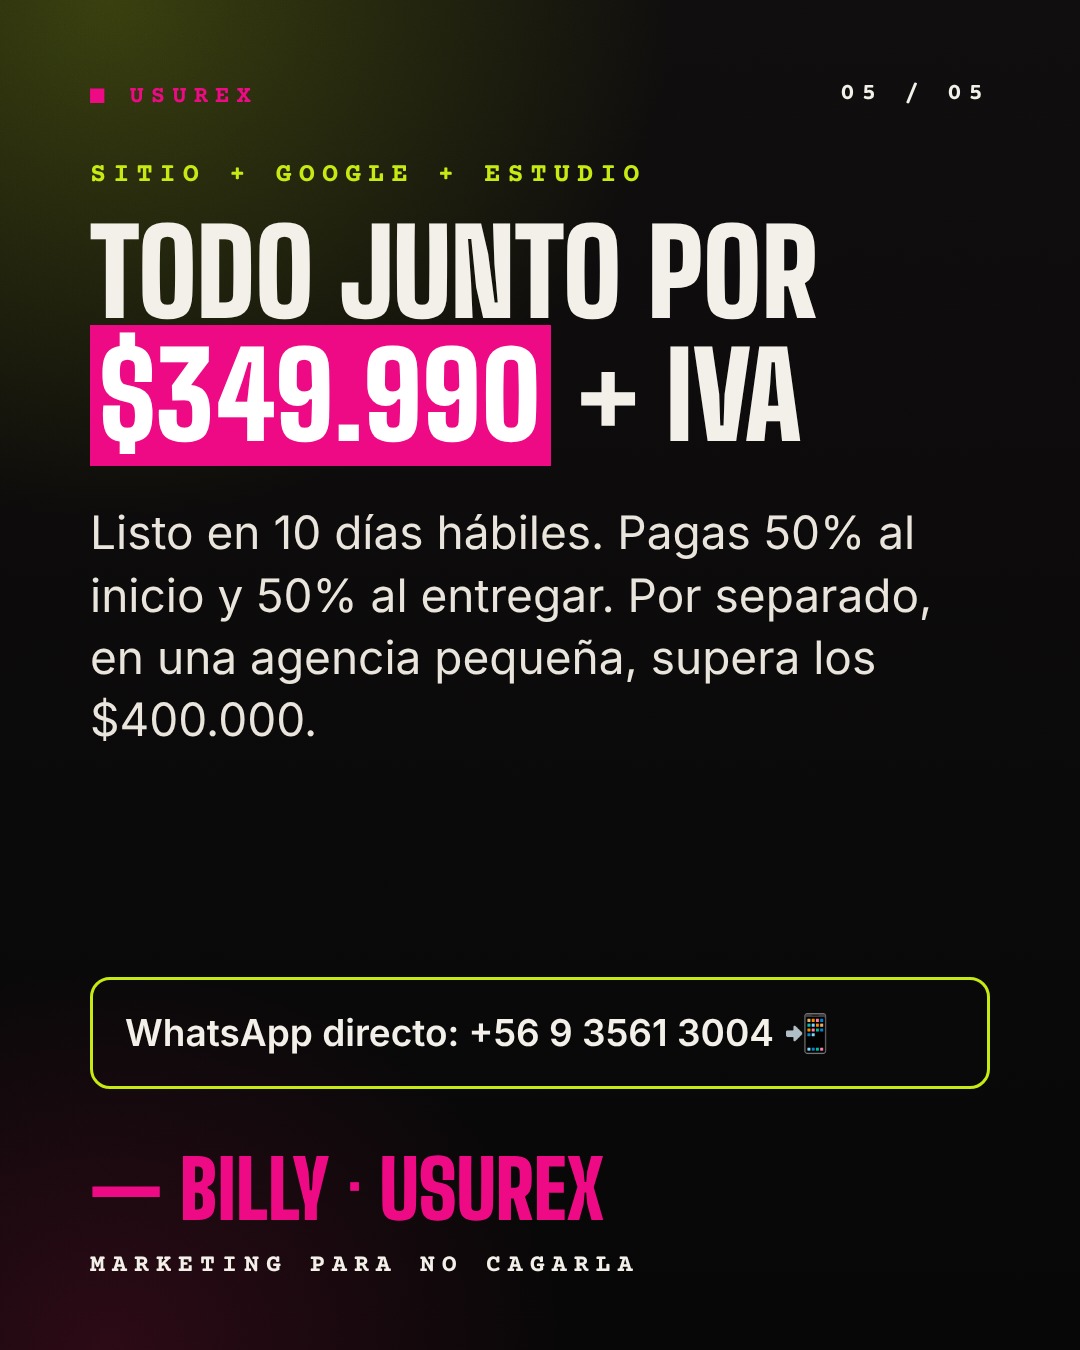 ■ USUREX
05 / 05
SITIO + GOOGLE + ESTUDIO
TODO JUNTO POR
$349.990 + IVA
Listo en 10 días hábiles. Pagas 50% al
inicio y 50% al entregar. Por separado,
en una agencia pequeña, supera los
$400.000.
WhatsApp directo: +56 9 3561 3004 📲
— BILLY · USUREX
MARKETING PARA NO CAGARLA